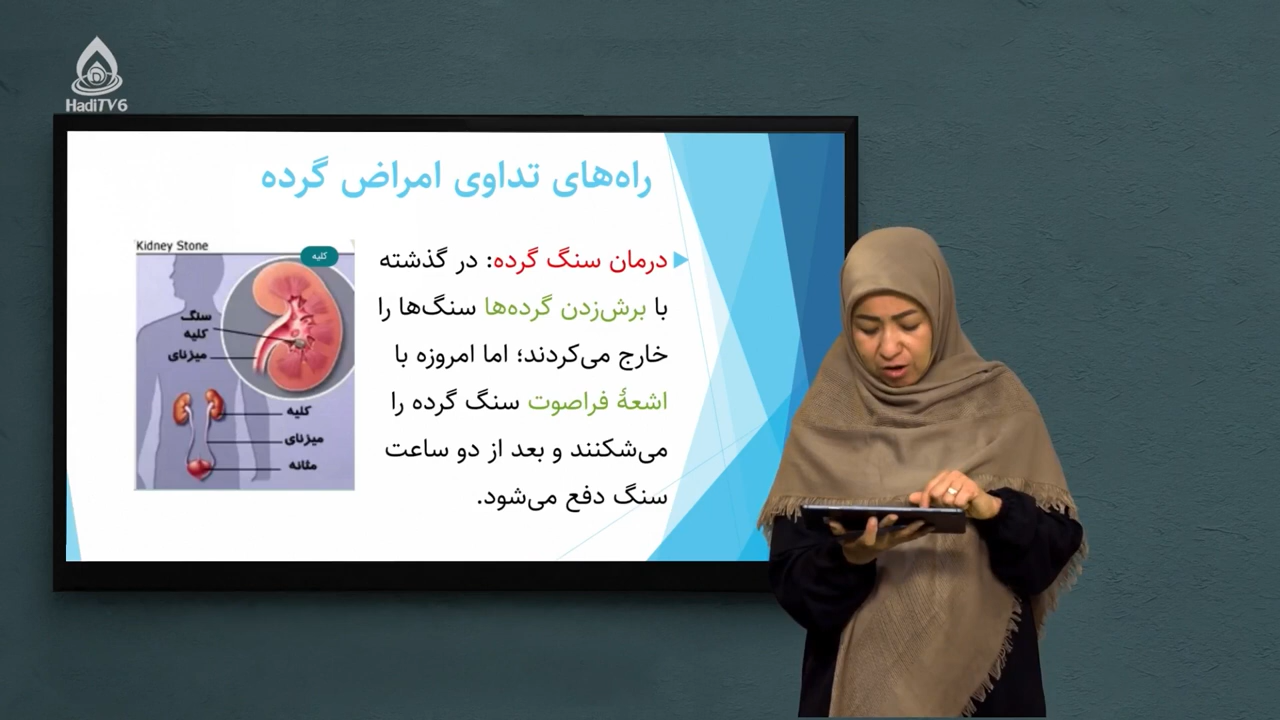 HadiTV6
راه‌های تداوی امراض گرده
درمان سنگ گرده: در گذشته
با برش‌زدن گرده‌ها سنگ‌ها را
خارج می‌کردند؛ اما امروزه با
اشعهٔ فراصوت سنگ گرده را
می‌شکنند و بعد از دو ساعت
سنگ دفع می‌شود.
Kidney Stone
کلیه
سنگ
کلیه
میزنای
کلیه
میزنای
مثانه